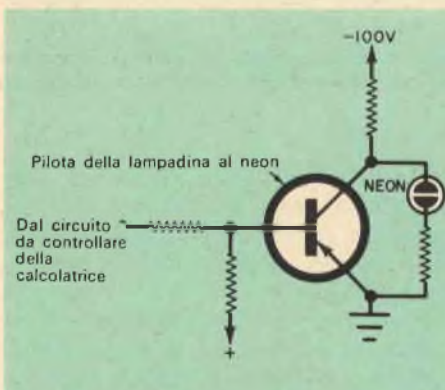 -100V
Pilota della lampadina al neon
NEON
Dal circuito
da controllare
della
calcolatrice
+